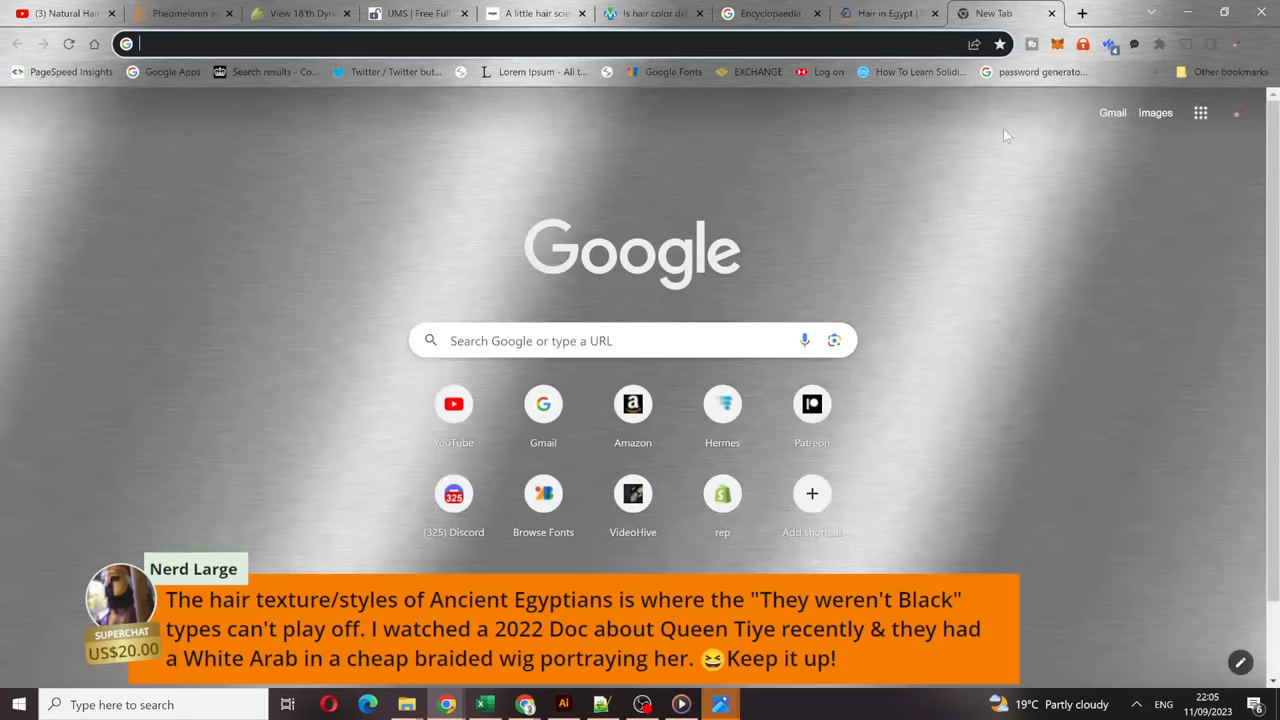 (3) Natural Hai
Pheomelanin a
View 18'th Dyn
UMS | Free Full
A little hair scie
Is hair color de
Encyclopaedia
Hair in Egypt |
New Tab
PageSpeed Insights
Google Apps
Search results - Co...
Twitter / Twitter but...
Lorem Ipsum - All t...
Google Fonts
EXCHANGE
Log on
How To Learn Solidi...
password generato...
Other bookmarks
Gmail Images
Google
Search Google or type a URL
YouTube
Gmail
Amazon
Hermes
Patreon
325
(325) Discord
Browse Fonts
VideoHive
rep
Add shortcut
Nerd Large
The hair texture/styles of Ancient Egyptians is where the "They weren't Black"
types can't play off. I watched a 2022 Doc about Queen Tiye recently & they had
a White Arab in a cheap braided wig portraying her. 😆Keep it up!
SUPERCHAT
US$20.00
Type here to search
19°C Partly cloudy
ENG
22:05
11/09/2023